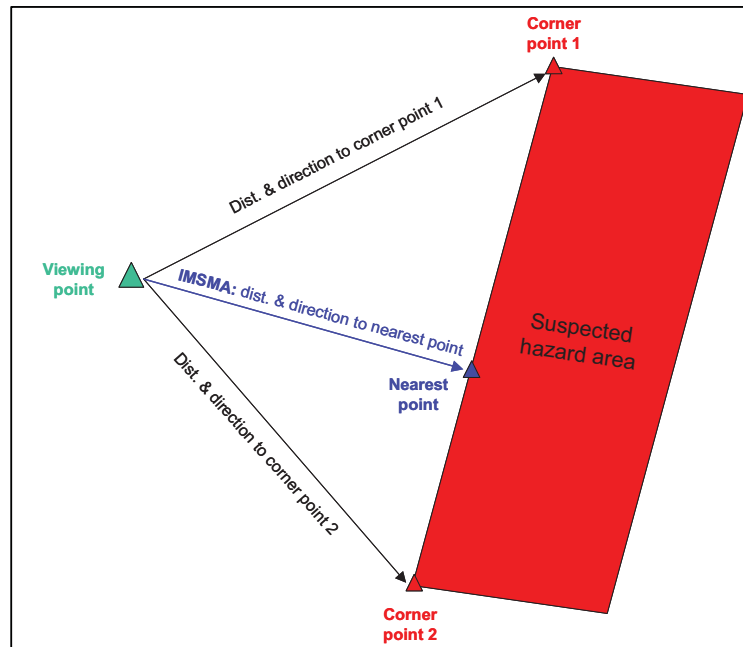 Corner
point 1
Dist. & direction to corner point 1
Viewing
point
IMSMA: dist. & direction to nearest point
Suspected
hazard area
Nearest
point
Dist. & direction to corner point 2
Corner
point 2